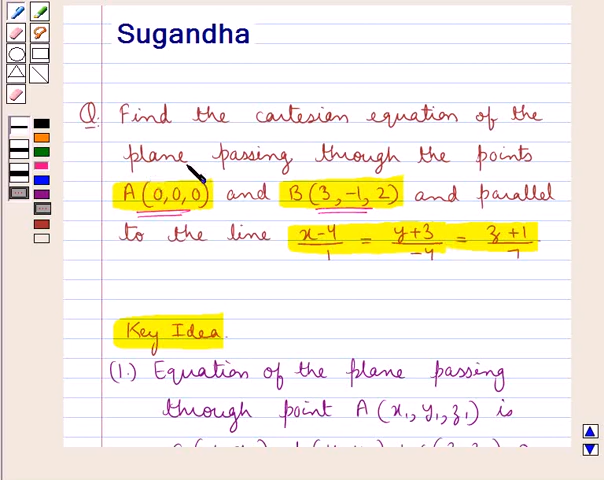 Sugandha
Q. Find the cartesian equation of the
plane passing through the points
A (0,0,0) and B(3,-1,2) and parallel
to the line x-4/1 = y+3/-4 = z+1/7
Key Idea.
(1.) Equation of the plane passing
through point A (x₁, y₁, z₁) is